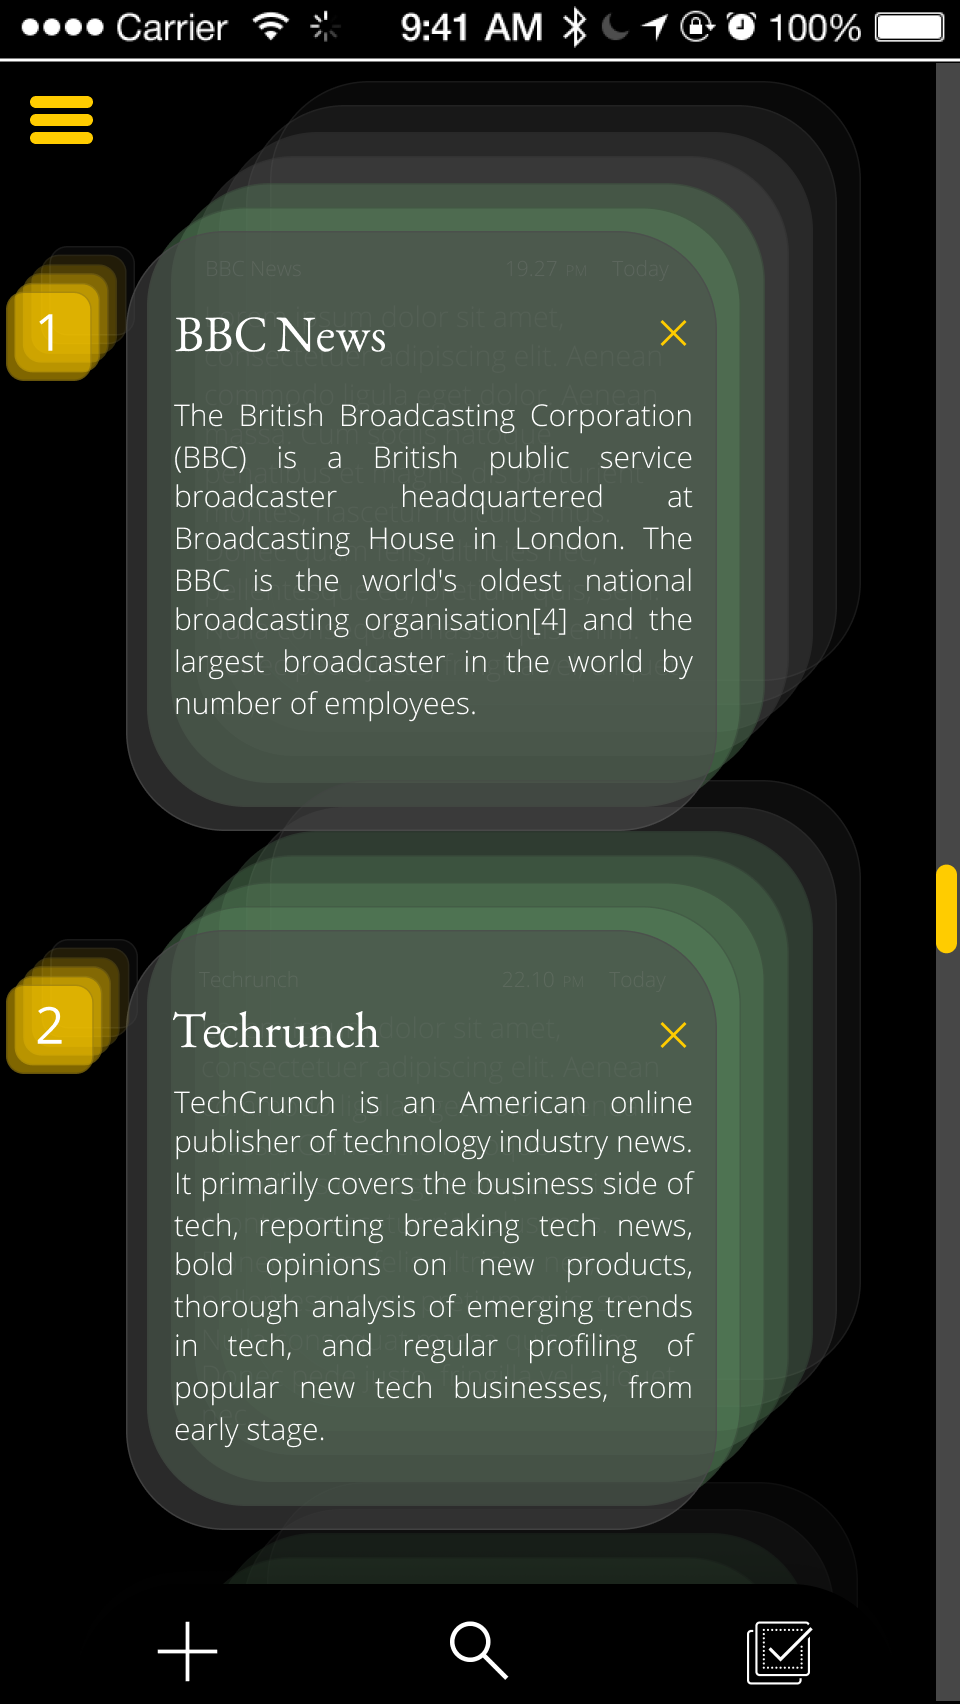 Carrier 9:41 AM 100%
BBC News 19.27 PM Today
1
BBC News
The British Broadcasting Corporation
(BBC) is a British public service
broadcaster headquartered at
Broadcasting House in London. The
BBC is the world's oldest national
broadcasting organisation[4] and the
largest broadcaster in the world by
number of employees.
Techrunch 22.10 PM Today
2
Techrunch
TechCrunch is an American online
publisher of technology industry news.
It primarily covers the business side of
tech, reporting breaking tech news,
bold opinions on new products,
thorough analysis of emerging trends
in tech, and regular profiling of
popular new tech businesses, from
early stage.